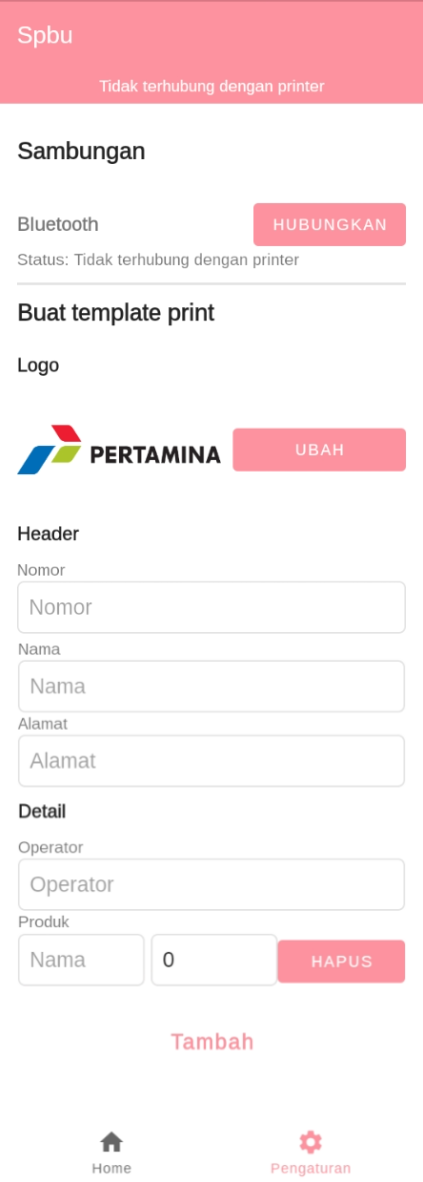 Spbu
Tidak terhubung dengan printer
Sambungan
Bluetooth
HUBUNGKAN
Status: Tidak terhubung dengan printer
Buat template print
Logo
PERTAMINA
UBAH
Header
Nomor
Nomor
Nama
Nama
Alamat
Alamat
Detail
Operator
Operator
Produk
Nama 0 HAPUS
Tambah
Home Pengaturan